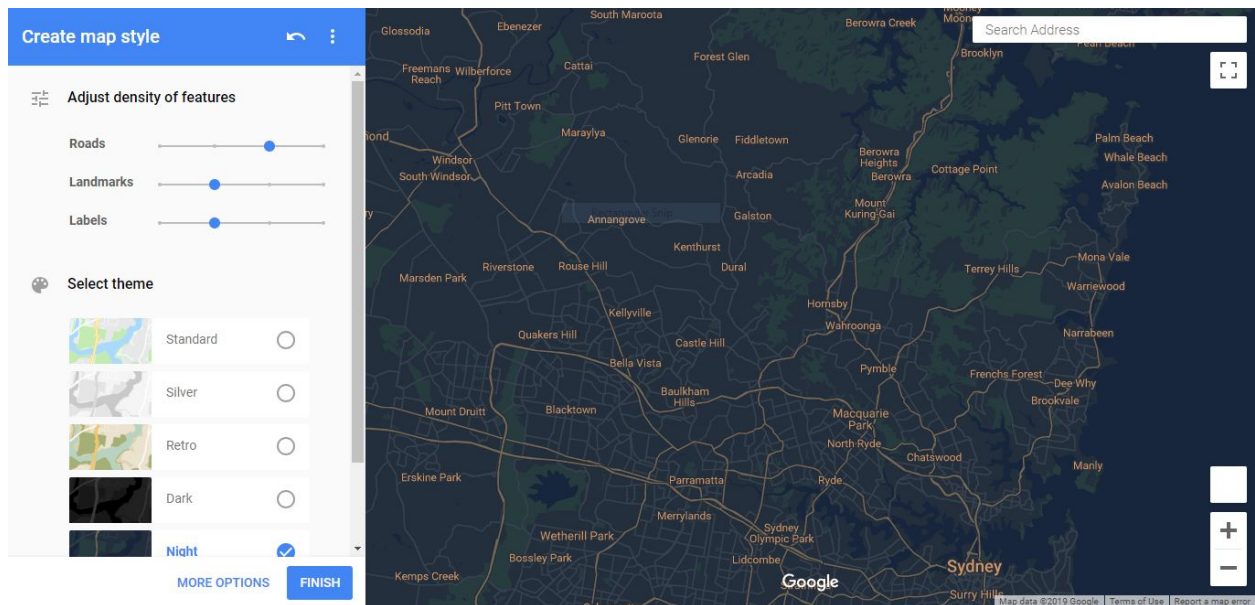 Create map style
Adjust density of features
Roads
Landmarks
Labels
Select theme
Standard
Silver
Retro
Dark
Night
MORE OPTIONS
FINISH
Search Address
South Maroota
Berowra Creek
Glossodia
Ebenezer
Brooklyn
Forest Glen
Cattai
Freemans
Reach
Wilberforce
Pitt Town
Maraylya
Glenorie
Fiddletown
Palm Beach
Windsor
Berowra
Heights
Whale Beach
South Windsor
Arcadia
Berowra
Cottage Point
Avalon Beach
Mount
Kuring-Gai
Annangrove
Galston
Kenthurst
Mona Vale
Riverstone
Rouse Hill
Dural
Terrey Hills
Marsden Park
Warriewood
Hornsby
Kellyville
Wahroonga
Narrabeen
Quakers Hill
Castle Hill
Bella Vista
Pymble
Frenchs Forest
Dee Why
Baulkham
Hills
Brookvale
Mount Druitt
Blacktown
Macquarie
Park
North Ryde
Chatswood
Manly
Erskine Park
Parramatta
Ryde
Merrylands
Sydney
Olympic Park
Wetherill Park
Bossley Park
Lidcombe
Sydney
Kemps Creek
Google
Surry Hills
Map data ©2019 Google
Terms of Use
Report a map error